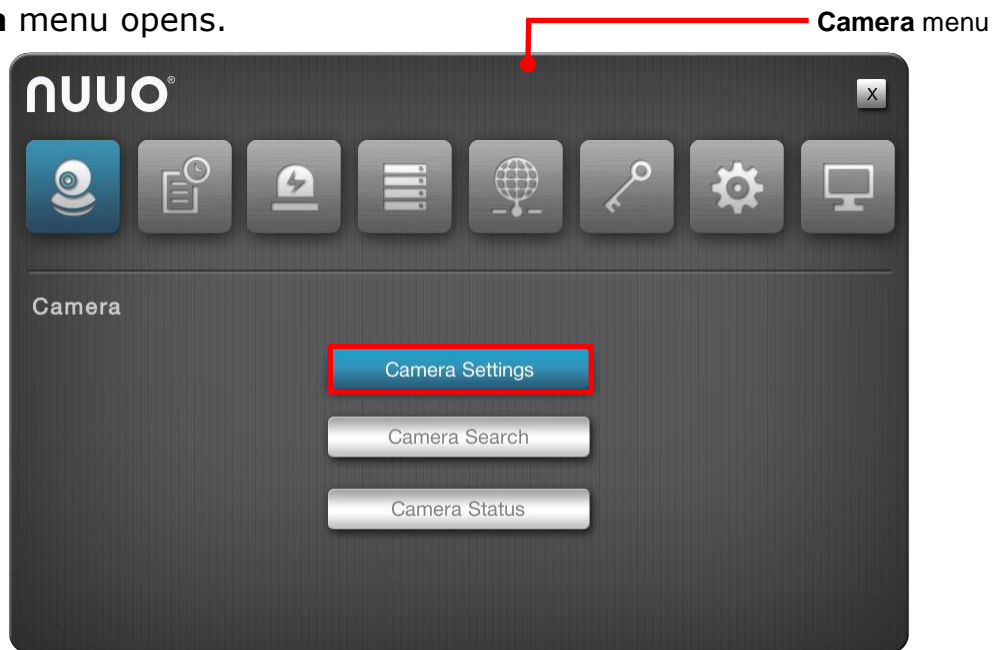 a menu opens.
Camera menu
nuuo®
X
Camera
Camera Settings
Camera Search
Camera Status